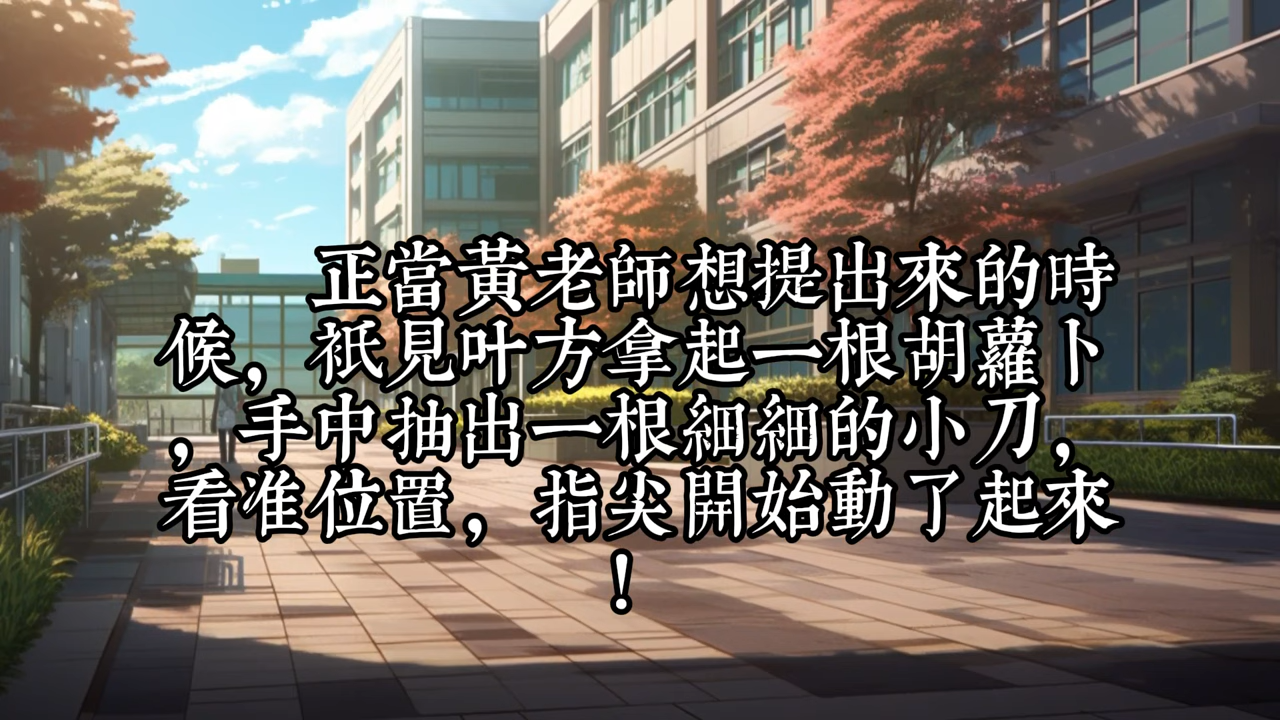 正當黃老師想提出來的時
候，衹見叶方拿起一根胡蘿卜
，手中抽出一根細細的小刀，
看准位置，指尖開始動了起來
！